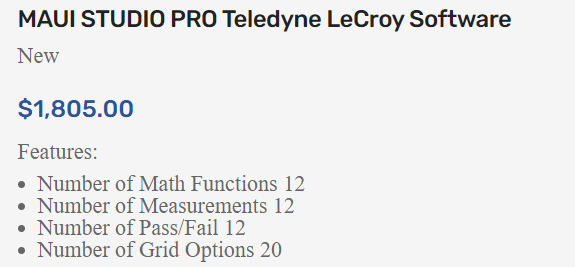 MAUI STUDIO PRO Teledyne LeCroy Software
New
$1,805.00
Features:
• Number of Math Functions 12
• Number of Measurements 12
• Number of Pass/Fail 12
• Number of Grid Options 20